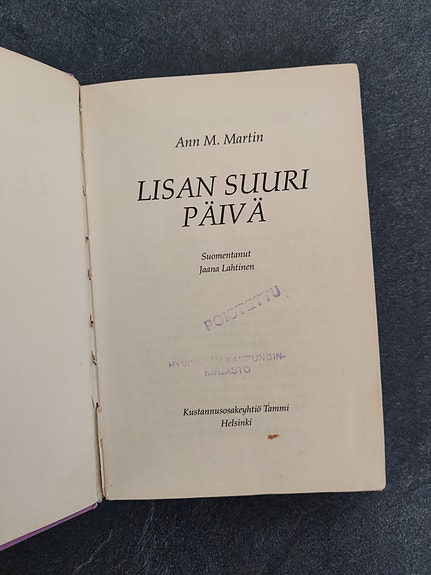 Ann M. Martin
LISAN SUURI
PÄIVÄ
Suomentanut
Jaana Lahtinen
POISTETTU
KAUPUNGIN-
KIRJASTO
Kustannusosakeyhtiö Tammi
Helsinki